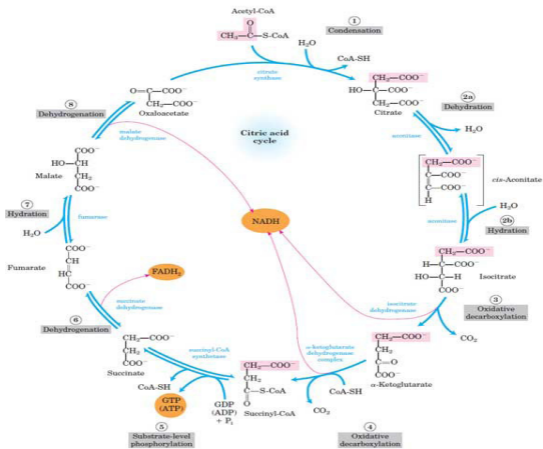 Acetyl-CoA
O
CH₃—C—S-CoA
①
Condensation
H₂O
CoA-SH
citrate
synthase
O=C—COO⁻
CH₂—COO⁻
Oxaloacetate
CH₂—COO⁻
HO—C—COO⁻
CH₂—COO⁻
Citrate
2a
Dehydration
H₂O
aconitase
CH₂—COO⁻
C—COO⁻
C—COO⁻
H
cis-Aconitate
H₂O
aconitase
2b
Hydration
CH₂—COO⁻
H—C—COO⁻
HO—C—H
COO⁻
Isocitrate
isocitrate
dehydrogenase
③
Oxidative
decarboxylation
CO₂
CH₂—COO⁻
CH₂
C—O
COO⁻
α-Ketoglutarate
α-ketoglutarate
dehydrogenase
complex
CoA-SH
CO₂
④
Oxidative
decarboxylation
CH₂—COO⁻
CH₂
C—S-CoA
O
Succinyl-CoA
succinyl-CoA
synthetase
CoA-SH
GTP
(ATP)
GDP
(ADP)
+ Pᵢ
⑤
Substrate-level
phosphorylation
CH₂—COO⁻
CH₂
COO⁻
Succinate
⑥
Dehydrogenation
succinate
dehydrogenase
FADH₂
COO⁻
CH
HC
COO⁻
Fumarate
⑦
Hydration
H₂O
fumarase
COO⁻
HO—CH
CH₂
COO⁻
Malate
⑧
Dehydrogenation
malate
dehydrogenase
Citric acid
cycle
NADH